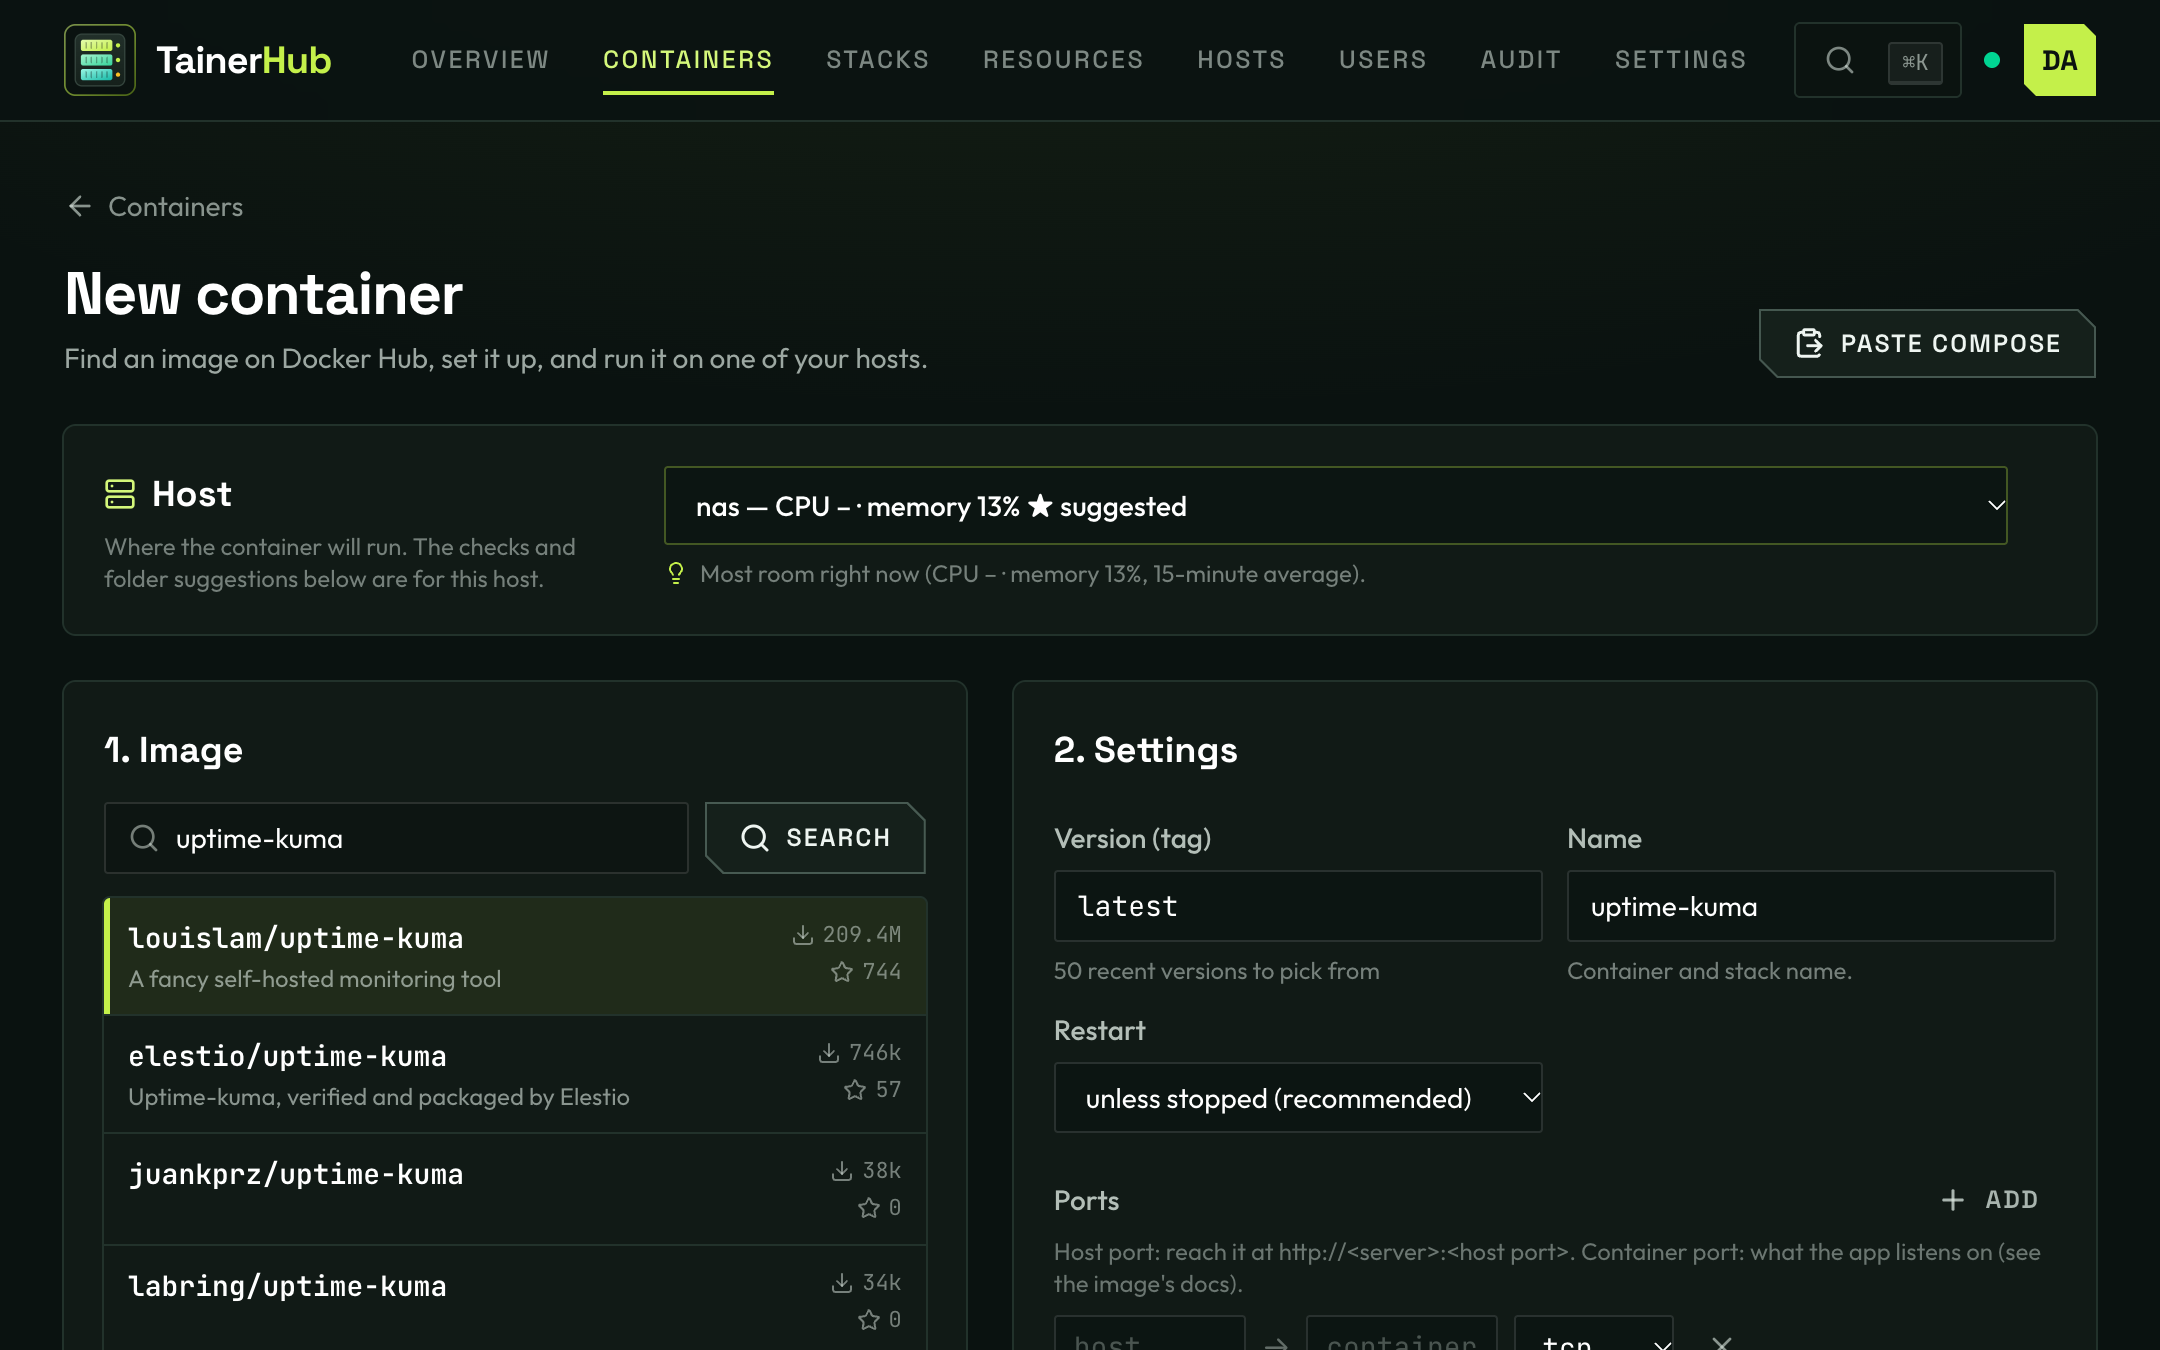 TainerHub
OVERVIEW
CONTAINERS
STACKS
RESOURCES
HOSTS
USERS
AUDIT
SETTINGS
⌘K
DA
Containers
New container
Find an image on Docker Hub, set it up, and run it on one of your hosts.
PASTE COMPOSE
Host
Where the container will run. The checks and
folder suggestions below are for this host.
nas — CPU – · memory 13% ★ suggested
Most room right now (CPU – · memory 13%, 15-minute average).
1. Image
uptime-kuma
SEARCH
louislam/uptime-kuma
209.4M
A fancy self-hosted monitoring tool
744
elestio/uptime-kuma
746k
Uptime-kuma, verified and packaged by Elestio
57
juankprz/uptime-kuma
38k
0
labring/uptime-kuma
34k
0
2. Settings
Version (tag)
Name
latest
uptime-kuma
50 recent versions to pick from
Container and stack name.
Restart
unless stopped (recommended)
Ports
ADD
Host port: reach it at http://<server>:<host port>. Container port: what the app listens on (see
the image's docs).
host
container
tcp